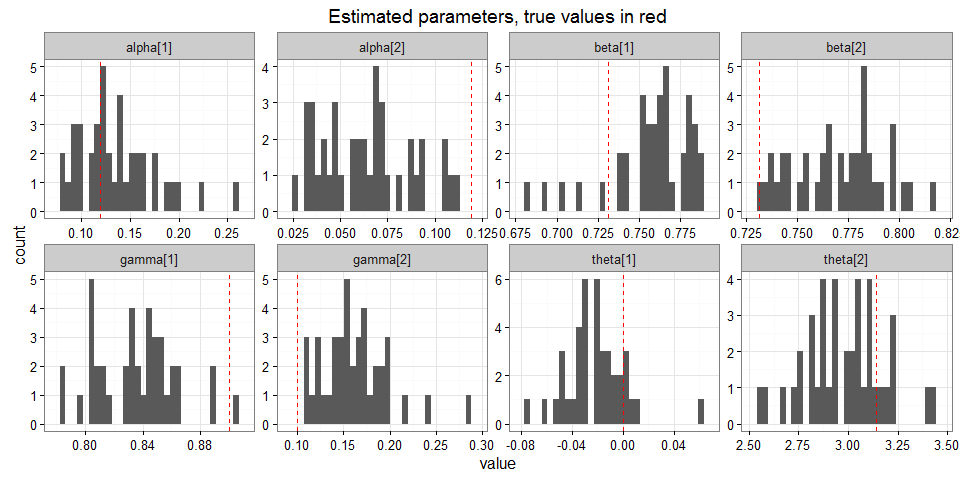 Estimated parameters, true values in red
alpha[1] alpha[2] beta[1] beta[2]
5 4 5 5
4 3 4 4
3 2 3 3
2 1 2 2
1 0 1 1
0 0 0
0.10 0.15 0.20 0.25 0.025 0.050 0.075 0.100 0.125 0.675 0.700 0.725 0.750 0.775 0.725 0.750 0.775 0.800 0.82
count
gamma[1] gamma[2] theta[1] theta[2]
5 5 6 4
4 4 4 3
3 3 2 2
2 2 0 1
1 1 0
0 0
0.80 0.84 0.88 0.10 0.15 0.20 0.25 0.30 -0.08 -0.04 0.00 0.04 2.50 2.75 3.00 3.25 3.50
value